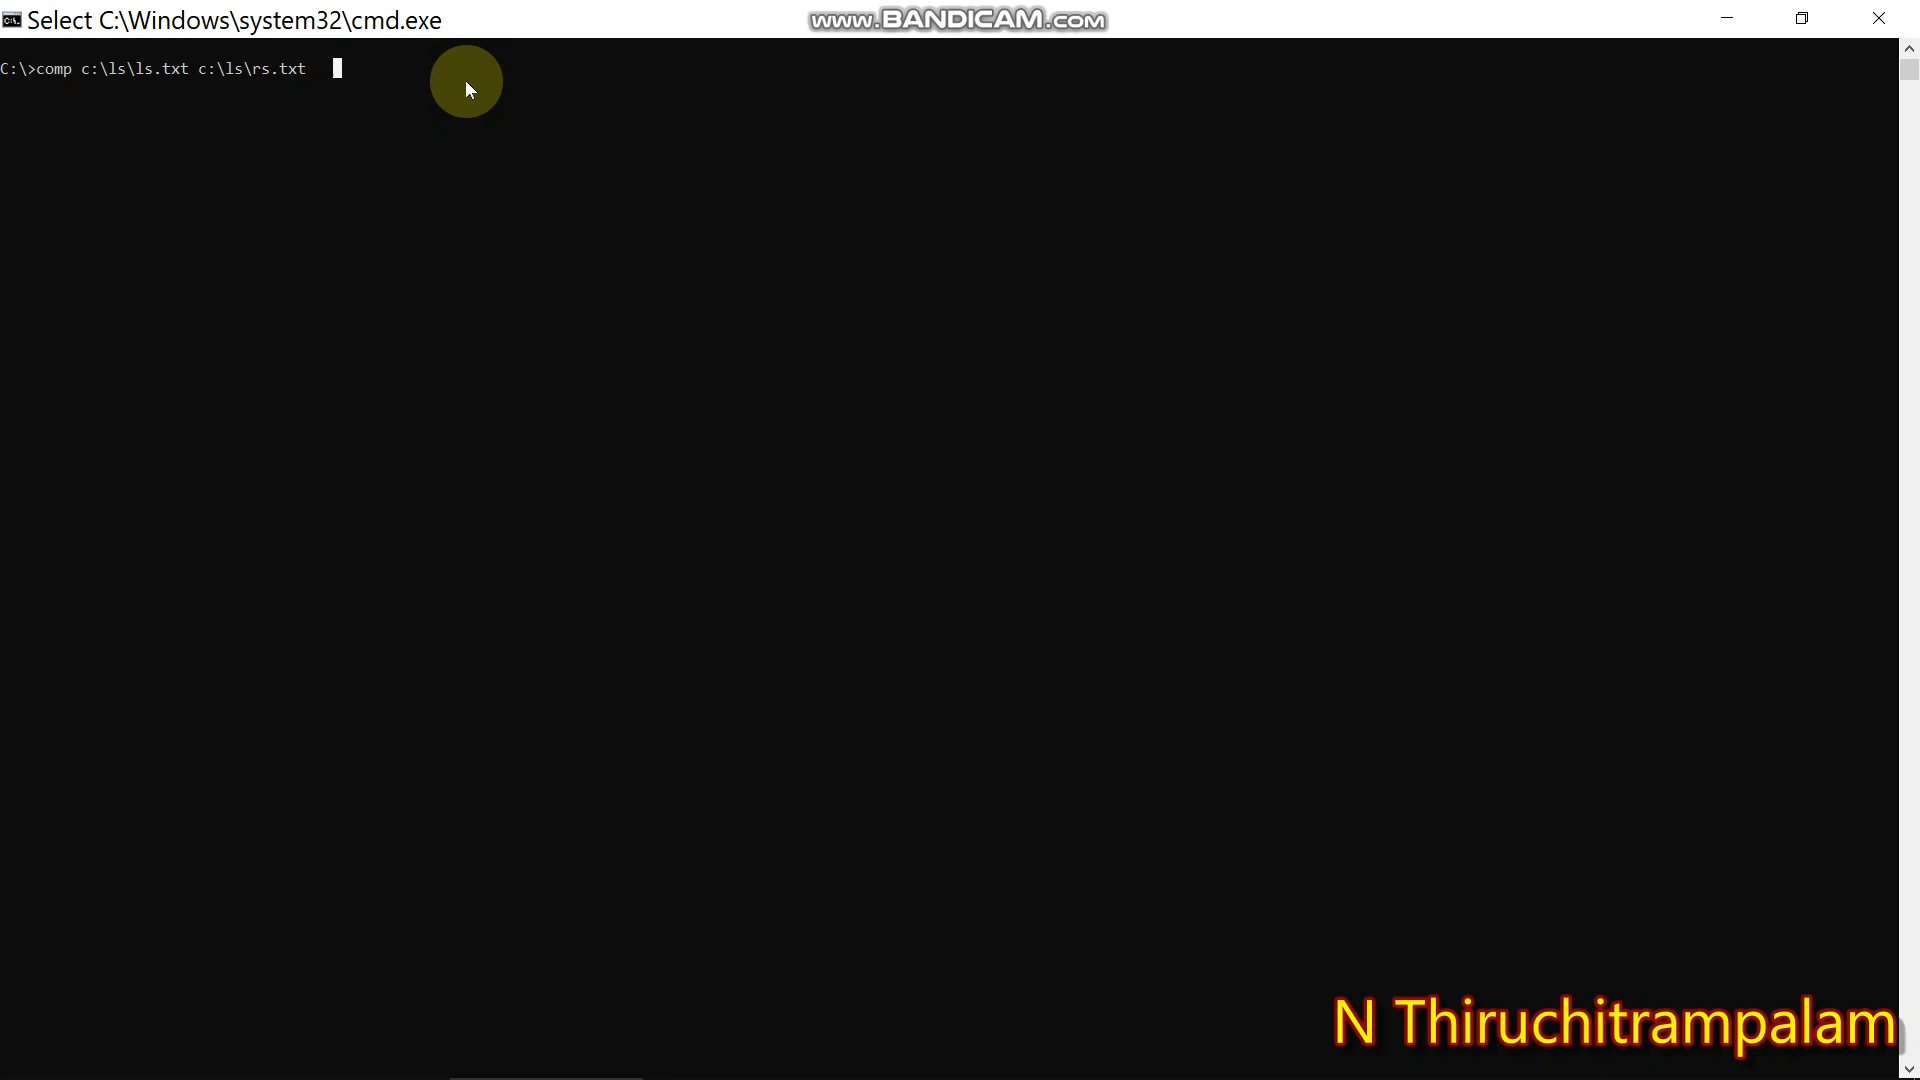 Select C:\Windows\system32\cmd.exe
www.BANDICAM.com
C:\>comp c:\ls\ls.txt c:\ls\rs.txt
N Thiruchitrampalam